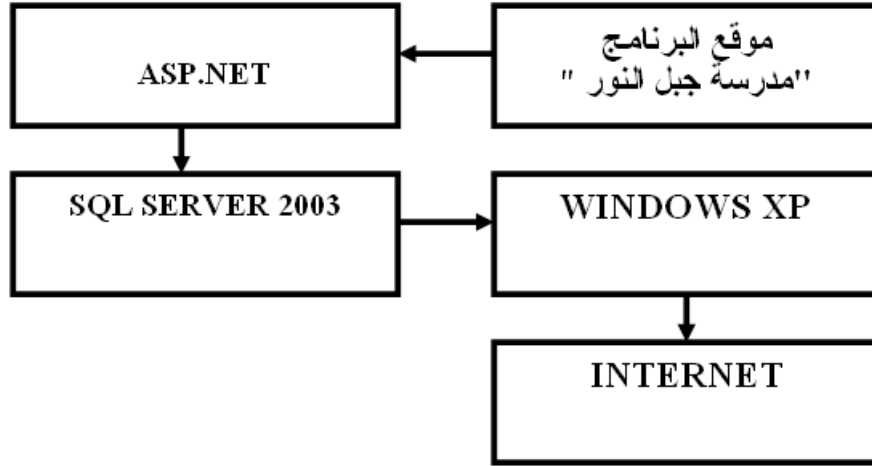 موقع البرنامج
"مدرسة جبل النور "
ASP.NET
SQL SERVER 2003
WINDOWS XP
INTERNET